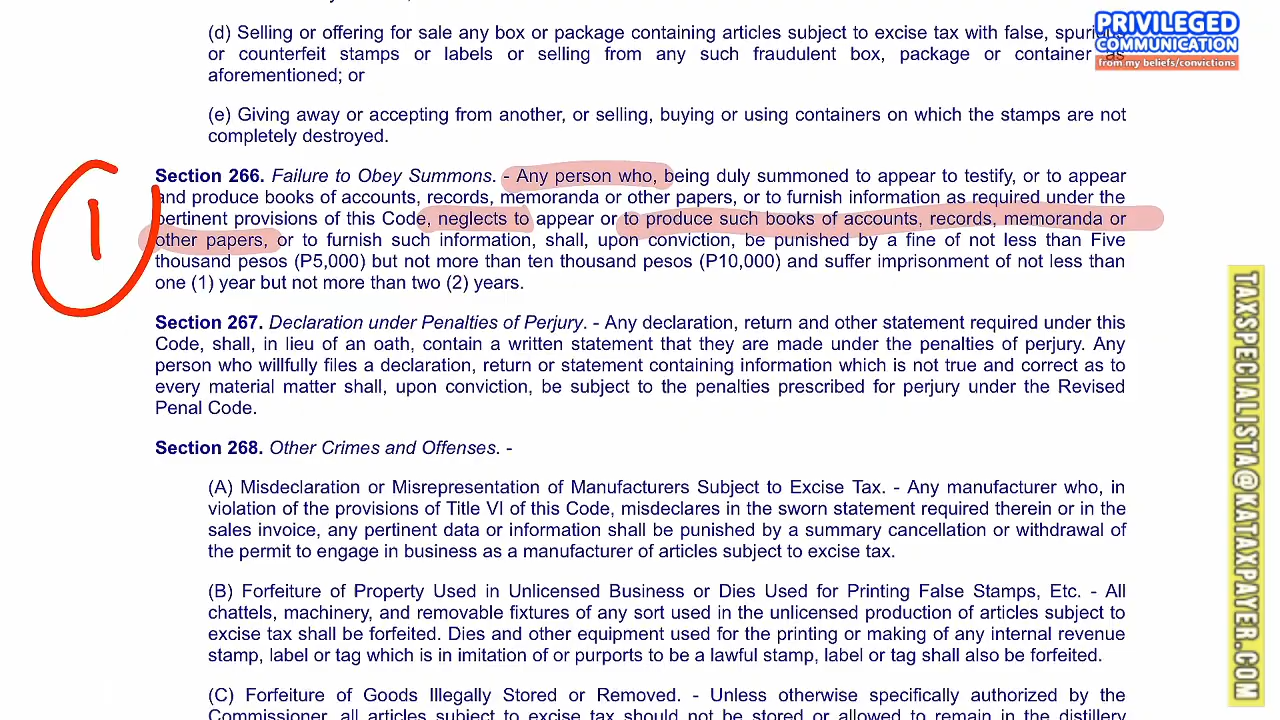 (d) Selling or offering for sale any box or package containing articles subject to excise tax with false,
or counterfeit stamps or labels or selling from any such fraudulent box, package or container as
aforementioned; or
(e) Giving away or accepting from another, or selling, buying or using containers on which the stamps are not
completely destroyed.
Section 266. Failure to Obey Summons. - Any person who, being duly summoned to appear to testify, or to appear
and produce books of accounts, records, memoranda or other papers, or to furnish information as required under the
pertinent provisions of this Code, neglects to appear or to produce such books of accounts, records, memoranda or
other papers, or to furnish such information, shall, upon conviction, be punished by a fine of not less than Five
thousand pesos (P5,000) but not more than ten thousand pesos (P10,000) and suffer imprisonment of not less than
one (1) year but not more than two (2) years.
Section 267. Declaration under Penalties of Perjury. - Any declaration, return and other statement required under this
Code, shall, in lieu of an oath, contain a written statement that they are made under the penalties of perjury. Any
person who willfully files a declaration, return or statement containing information which is not true and correct as to
every material matter shall, upon conviction, be subject to the penalties prescribed for perjury under the Revised
Penal Code.
Section 268. Other Crimes and Offenses. -
(A) Misdeclaration or Misrepresentation of Manufacturers Subject to Excise Tax. - Any manufacturer who, in
violation of the provisions of Title VI of this Code, misdeclares in the sworn statement required therein or in the
sales invoice, any pertinent data or information shall be punished by a summary cancellation or withdrawal of
the permit to engage in business as a manufacturer of articles subject to excise tax.
(B) Forfeiture of Property Used in Unlicensed Business or Dies Used for Printing False Stamps, Etc. - All
chattels, machinery, and removable fixtures of any sort used in the unlicensed production of articles subject to
excise tax shall be forfeited. Dies and other equipment used for the printing or making of any internal revenue
stamp, label or tag which is in imitation of or purports to be a lawful stamp, label or tag shall also be forfeited.
(C) Forfeiture of Goods Illegally Stored or Removed. - Unless otherwise specifically authorized by the
Commissioner, all articles subject to excise tax should not be stored or allowed to remain in the distillery
1
PRIVILEGED
COMMUNICATION
from my beliefs/convictions
TAXSPECIALISTA@KATAXPAYER.COM